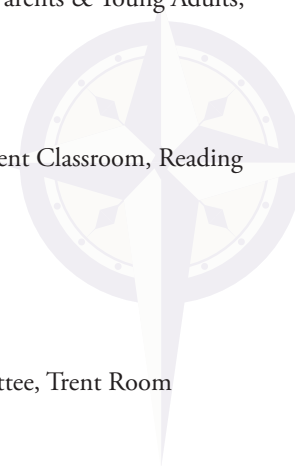 arents & Young Adults,
ent Classroom, Reading
ttee, Trent Room